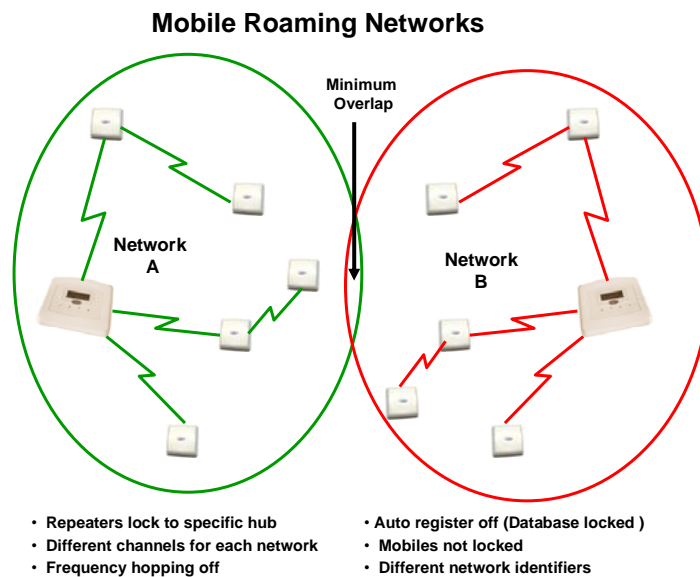 Mobile Roaming Networks
Minimum
Overlap
Network
A
Network
B
• Repeaters lock to specific hub
• Different channels for each network
• Frequency hopping off
• Auto register off (Database locked )
• Mobiles not locked
• Different network identifiers